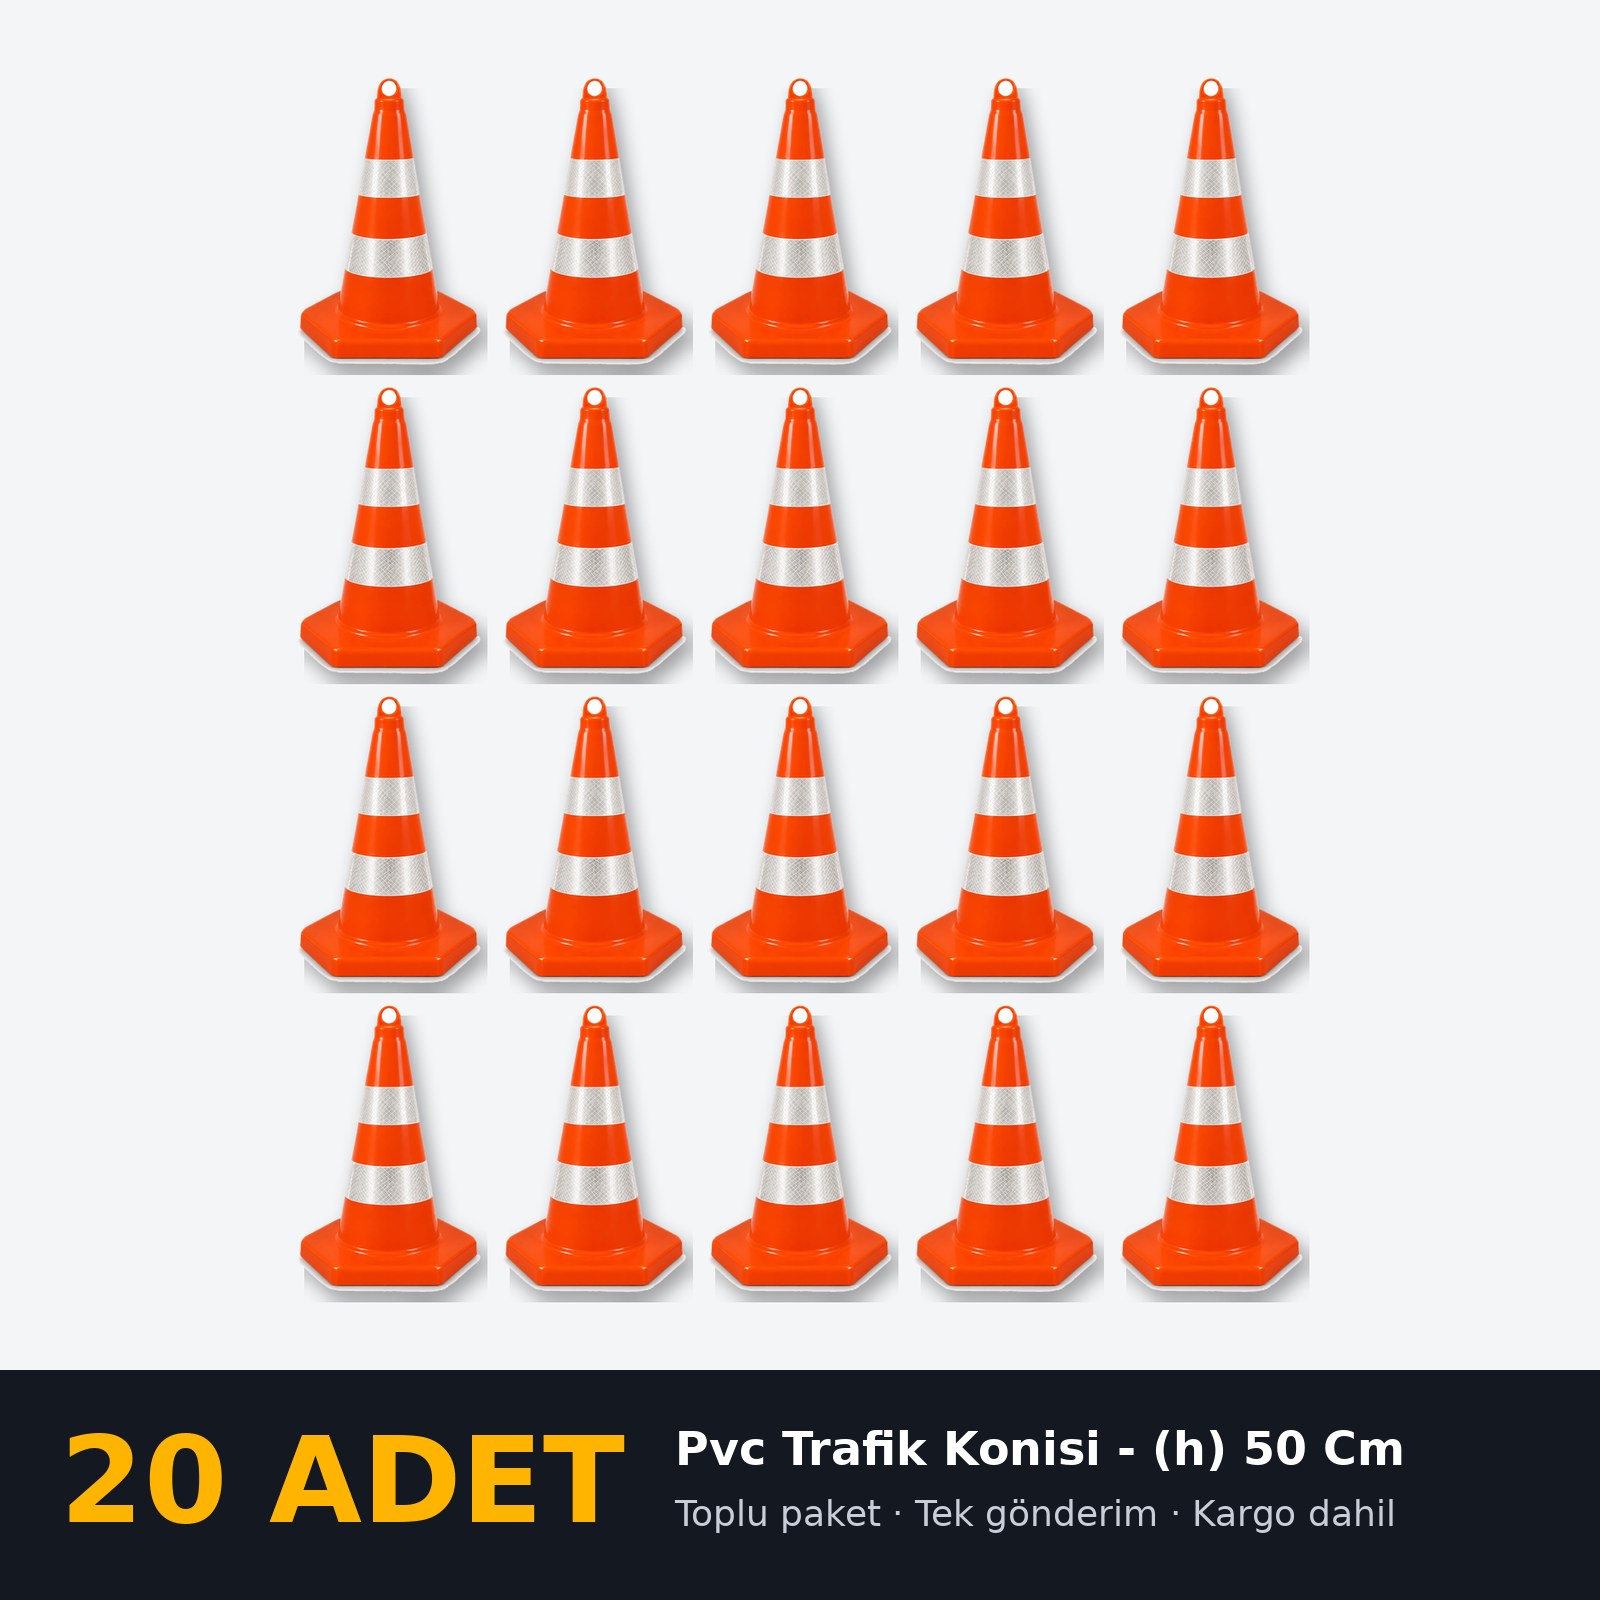 20 ADET
Pvc Trafik Konisi - (h) 50 Cm
Toplu paket · Tek gönderim · Kargo dahil